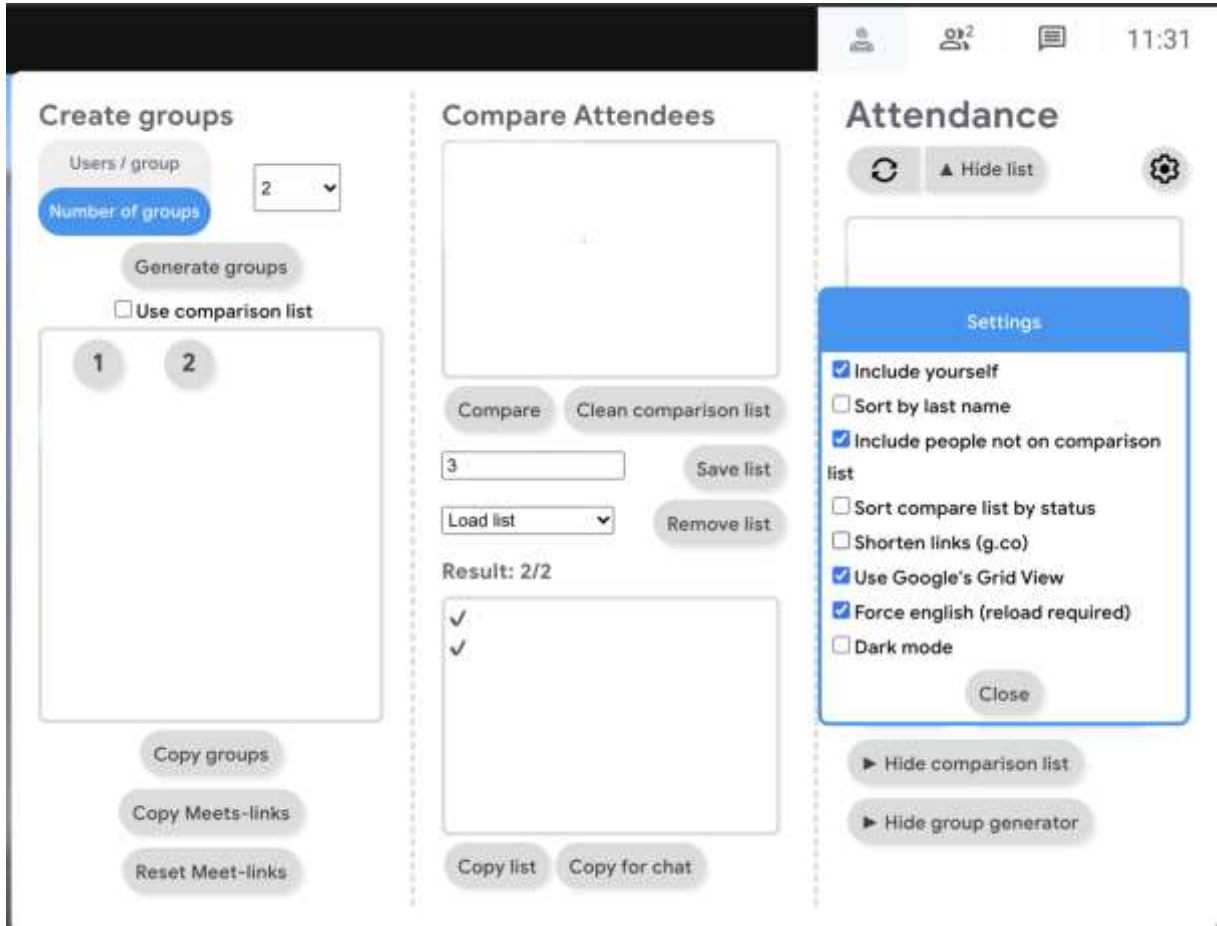 2
11:31
Create groups
Users / group
Number of groups
2
Generate groups
Use comparison list
1
2
Copy groups
Copy Meets-links
Reset Meet-links
Compare Attendees
Compare
Clean comparison list
3
Save list
Load list
Remove list
Result: 2/2
Copy list
Copy for chat
Attendance
▲ Hide list
Settings
Include yourself
Sort by last name
Include people not on comparison
list
Sort compare list by status
Shorten links (g.co)
Use Google's Grid View
Force english (reload required)
Dark mode
Close
► Hide comparison list
► Hide group generator